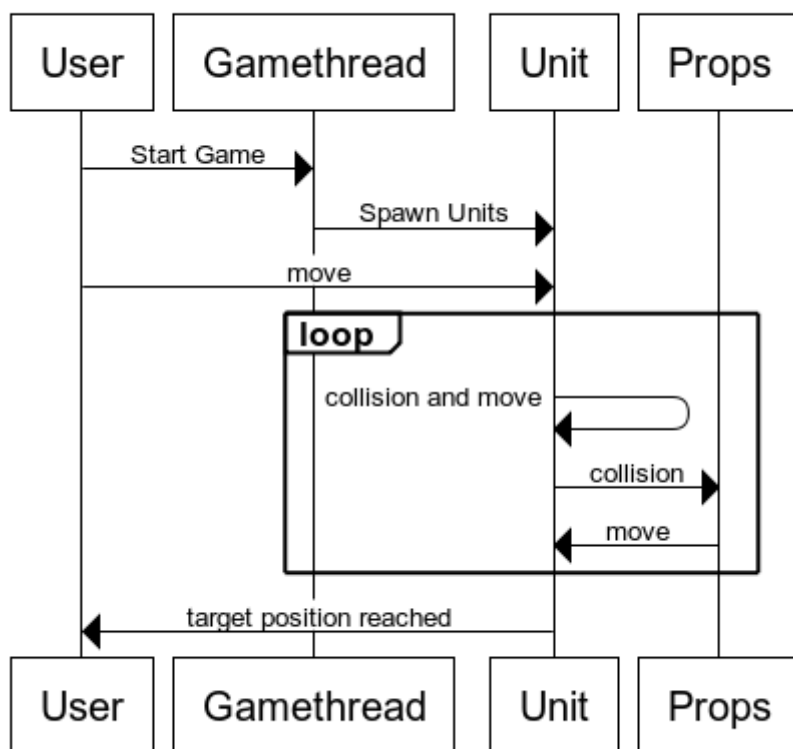 User Gamethread Unit Props
Start Game
Spawn Units
move
loop
collision and move
collision
move
target position reached
User Gamethread Unit Props